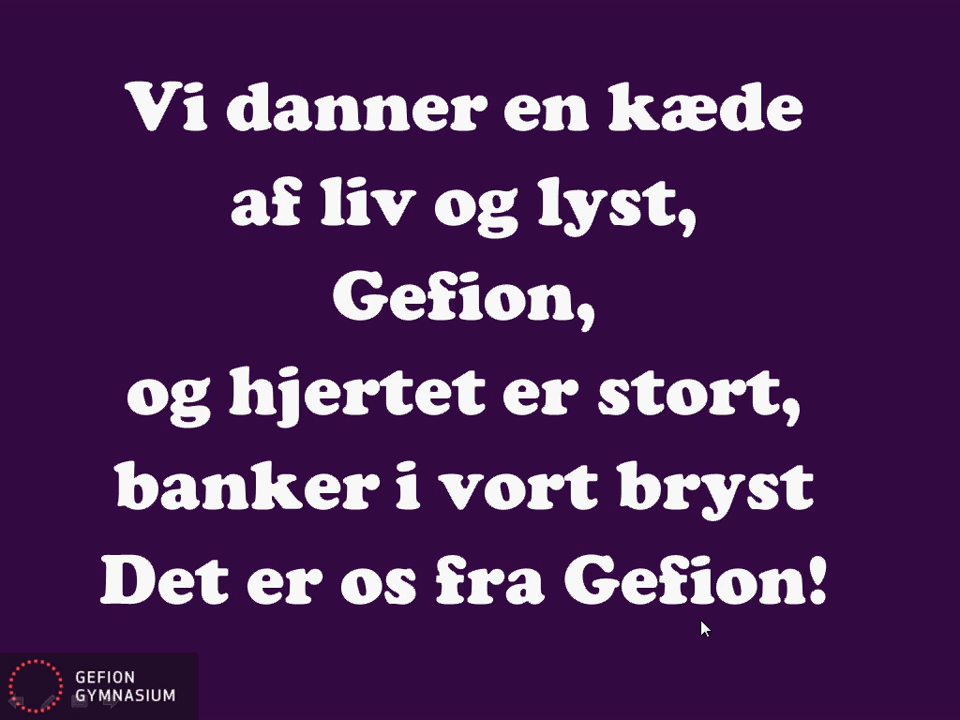 Vi danner en kæde
af liv og lyst,
Gefion,
og hjertet er stort,
banker i vort bryst
Det er os fra Gefion!
GEFION
GYMNASIUM